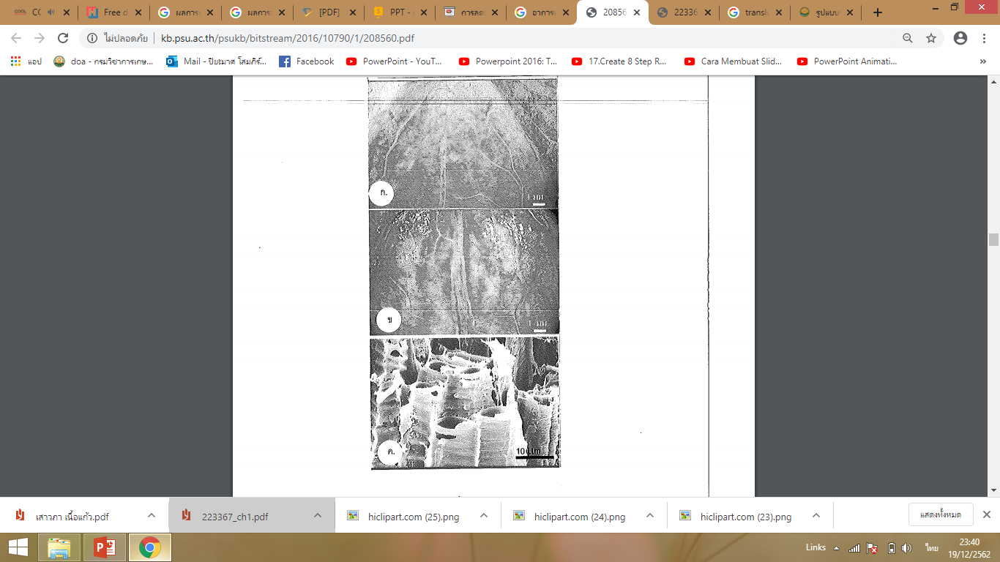 CC
Free c
ผลการ
ผลการ
[PDF]
PPT -
การลด
อาการ
20856
22336
transl
รูปแบบ
ไม่ปลอดภัย
kb.psu.ac.th/psukb/bitstream/2016/10790/1/208560.pdf
แอป
doa - กรมวิชาการเกษ...
Mail - ปิยะมาศ โสมภีร์...
Facebook
PowerPoint - YouT...
Powerpoint 2016: T...
17.Create 8 Step R...
Cara Membuat Slid...
PowerPoint Animati...
»
ก.
1 มม
ข
1 มม
ค.
เสาวภา เนื้อแก้ว.pdf
223367_ch1.pdf
hiclipart.com (25).png
hiclipart.com (24).png
hiclipart.com (23).png
แสดงทั้งหมด
Links
ไทย
23:40
19/12/2562